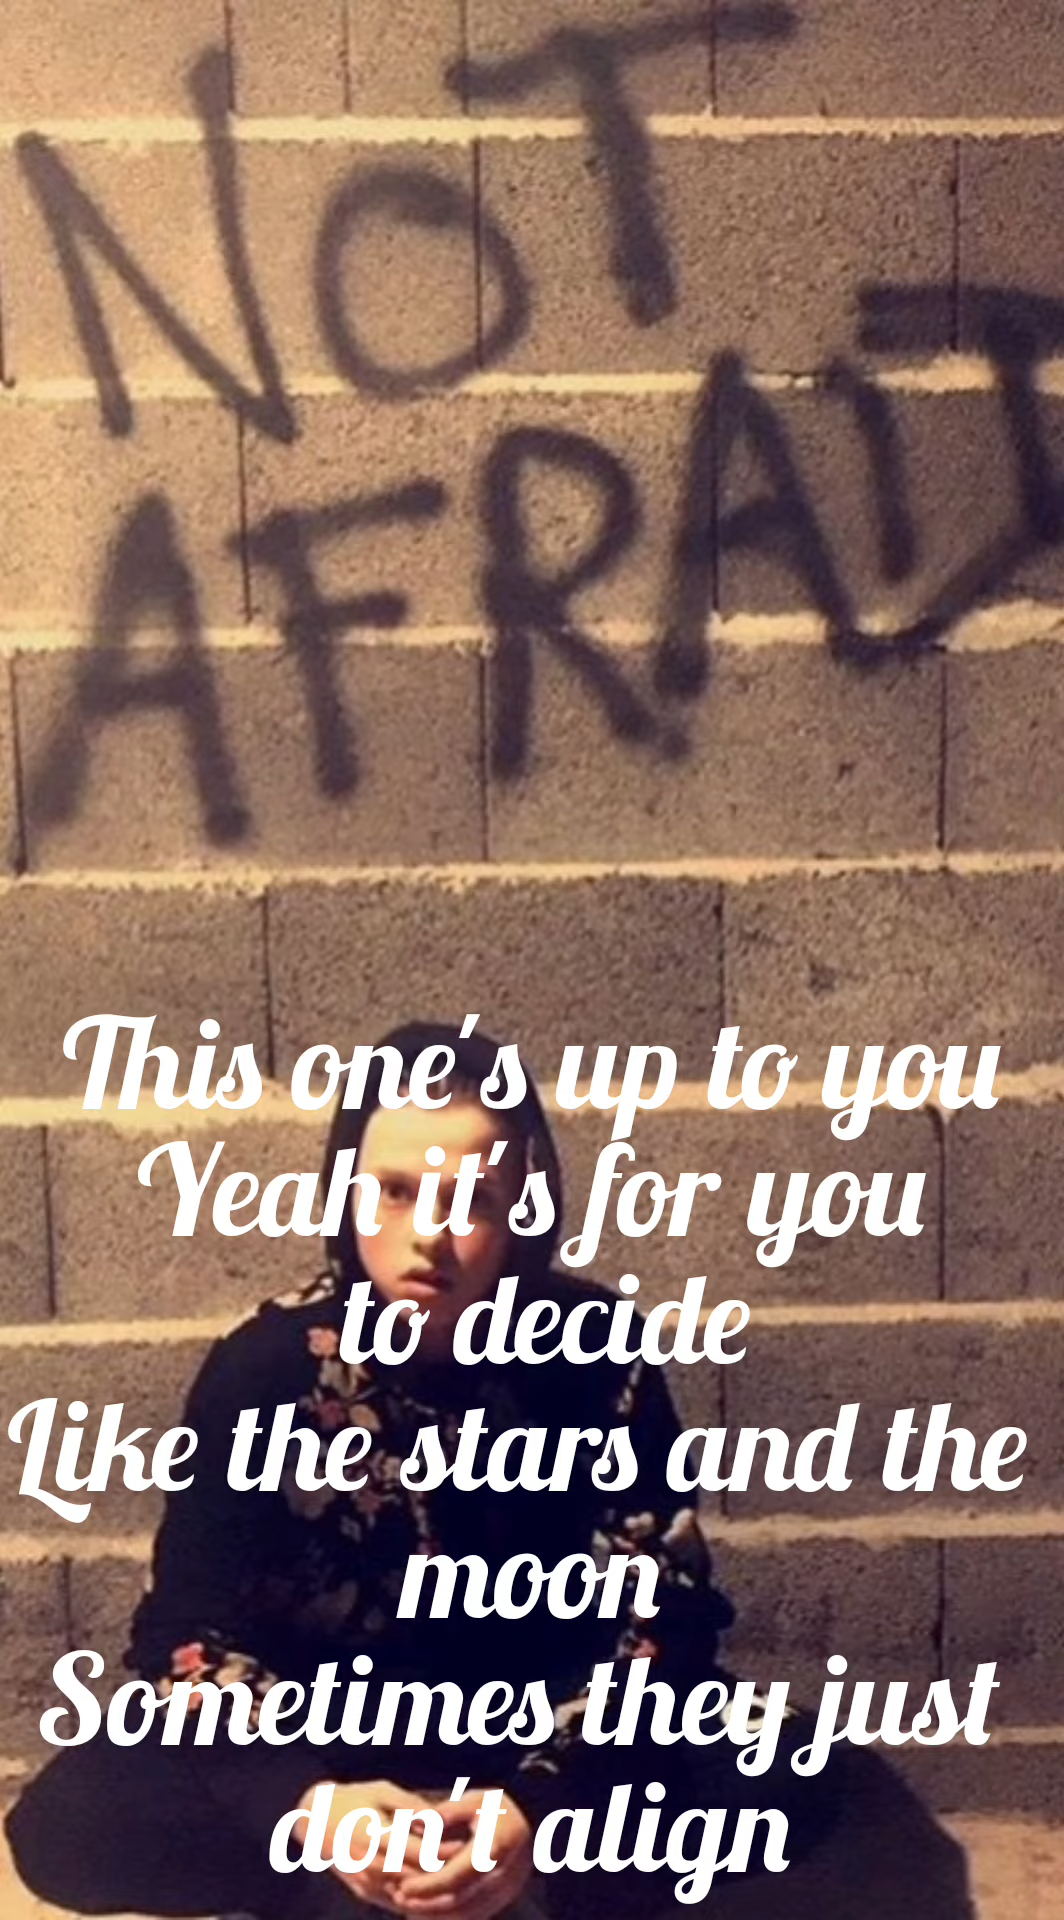 NOT
AFRAID
This one's up to you
Yeah it's for you
to decide
Like the stars and the
moon
Sometimes they just
don't align